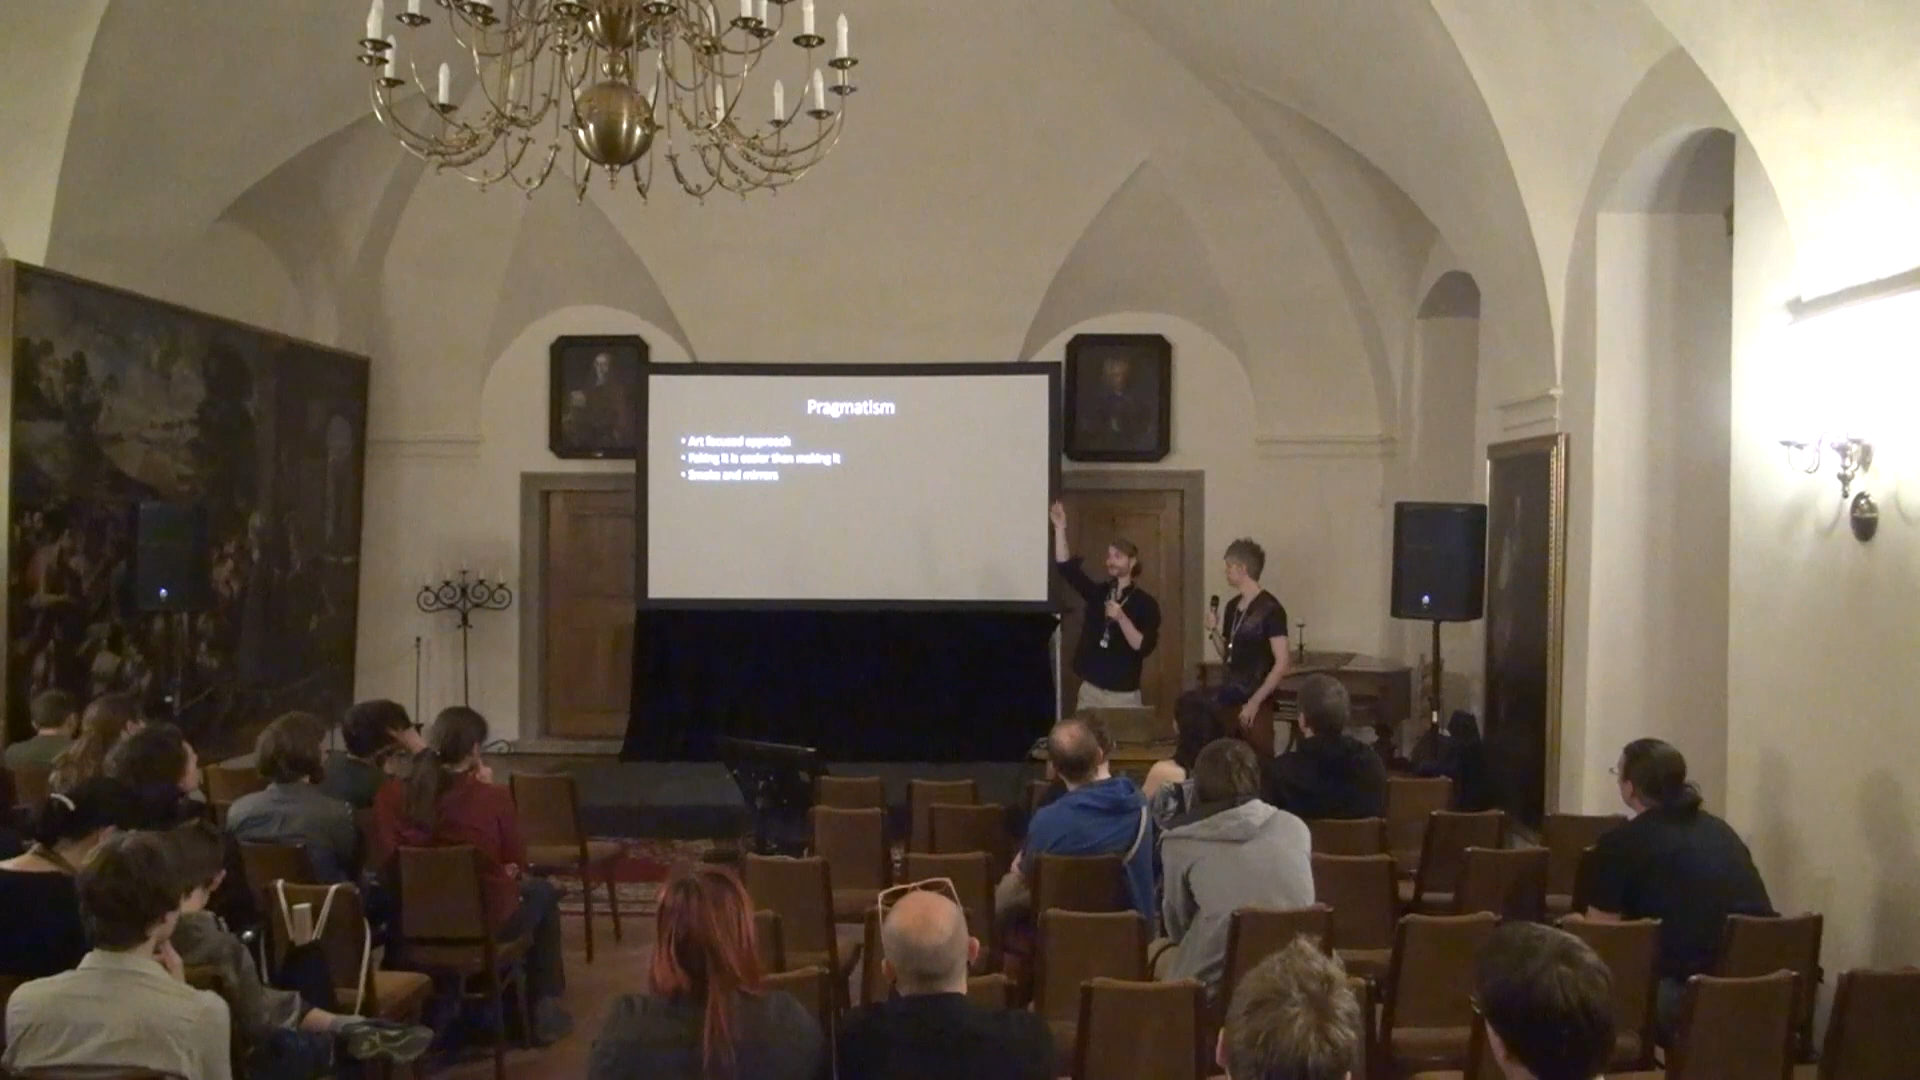 Pragmatism
• Art focused approach
• Faking it is easier than making it
• Smoke and mirrors